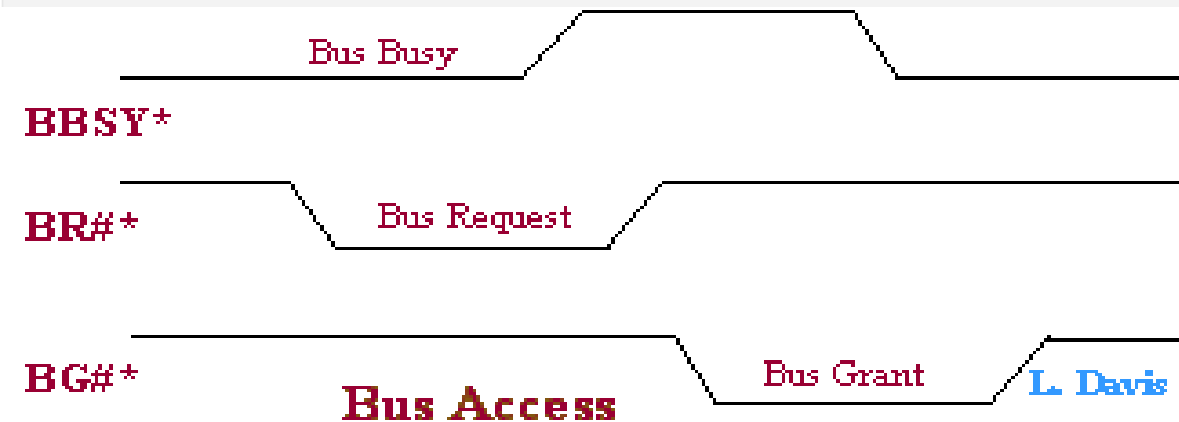 Bus Busy
BBSY*
BR#*
Bus Request
BG#*
Bus Grant
Bus Access
L. Davis